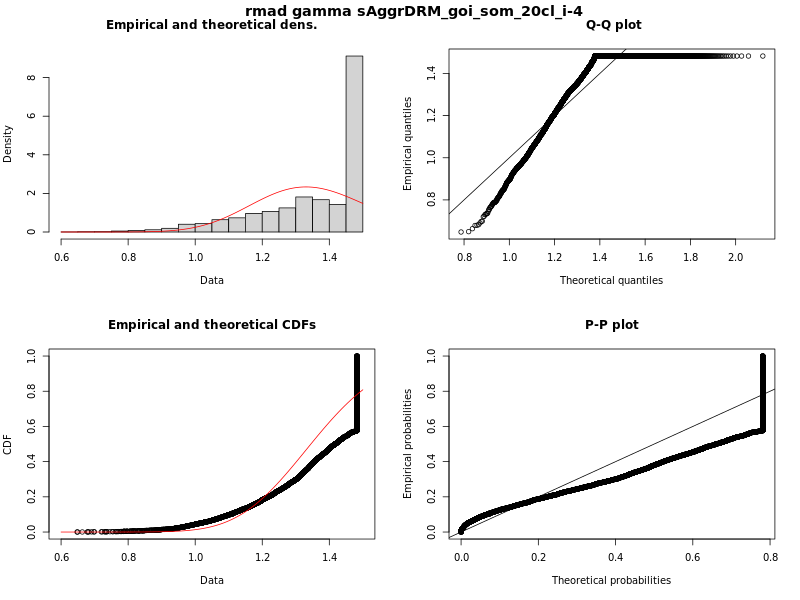 rmad gamma sAggrDRM_goi_som_20cl_i-4
Empirical and theoretical dens.
Density
0 2 4 6 8
0.6 0.8 1.0 1.2 1.4
Data
Q-Q plot
Empirical quantiles
0.8 1.0 1.2 1.4
0.8 1.0 1.2 1.4 1.6 1.8 2.0
Theoretical quantiles
Empirical and theoretical CDFs
CDF
0.0 0.2 0.4 0.6 0.8 1.0
0.6 0.8 1.0 1.2 1.4
Data
P-P plot
Empirical probabilities
0.0 0.2 0.4 0.6 0.8 1.0
0.0 0.2 0.4 0.6 0.8
Theoretical probabilities